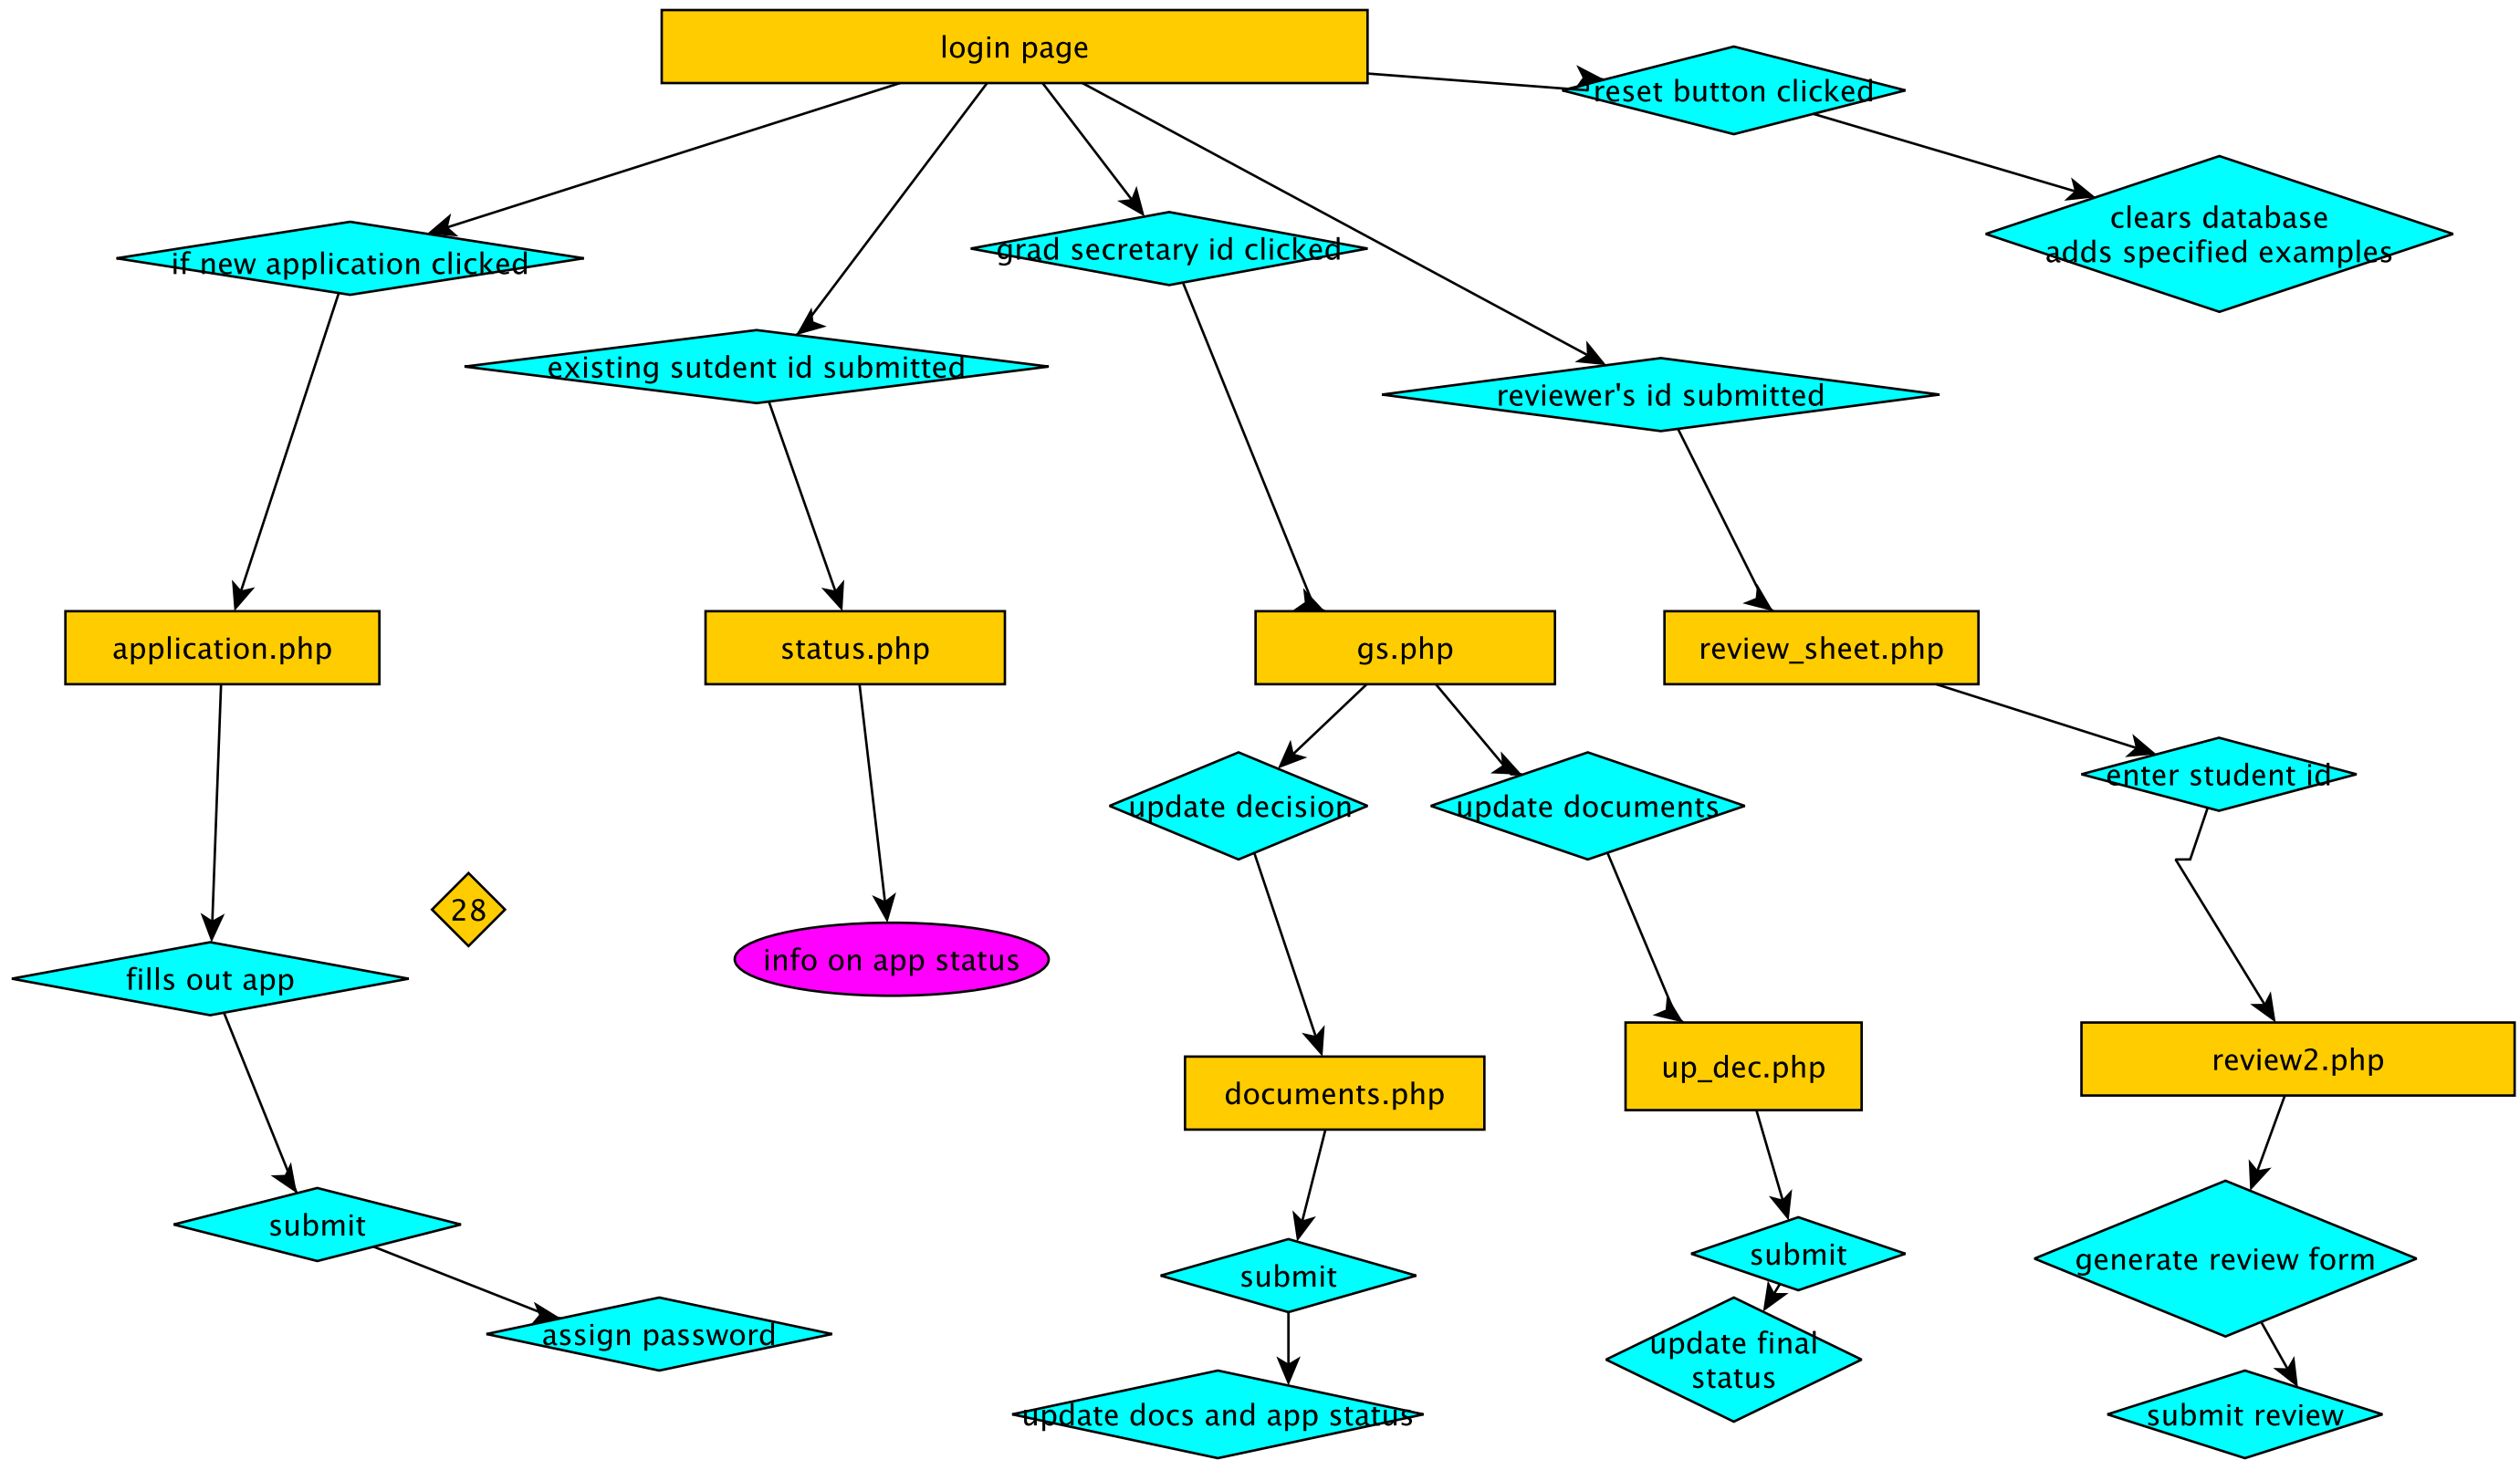 login page
reset button clicked
clears database
adds specified examples
if new application clicked
grad secretary id clicked
existing sutdent id submitted
reviewer's id submitted
application.php
status.php
gs.php
review_sheet.php
update decision
update documents
enter student id
28
fills out app
info on app status
documents.php
up_dec.php
review2.php
submit
submit
submit
generate review form
assign password
update final
status
update docs and app status
submit review